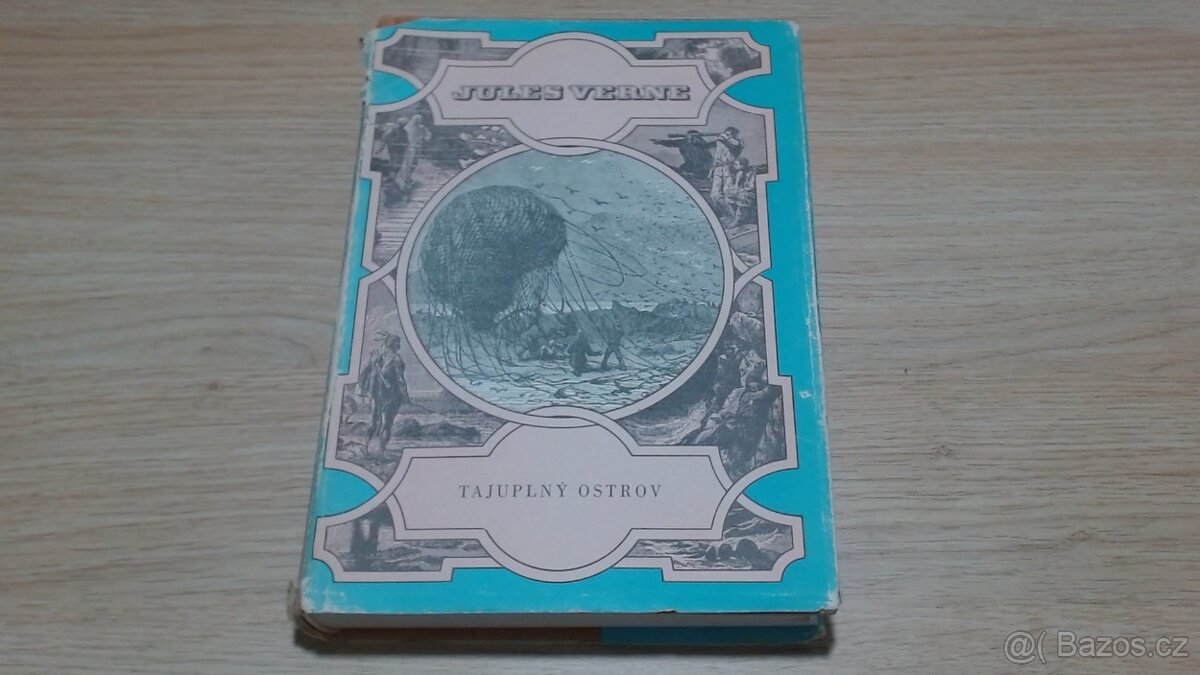 JULES VERNE
TAJUPLNÝ OSTROV
@( Bazos.cz